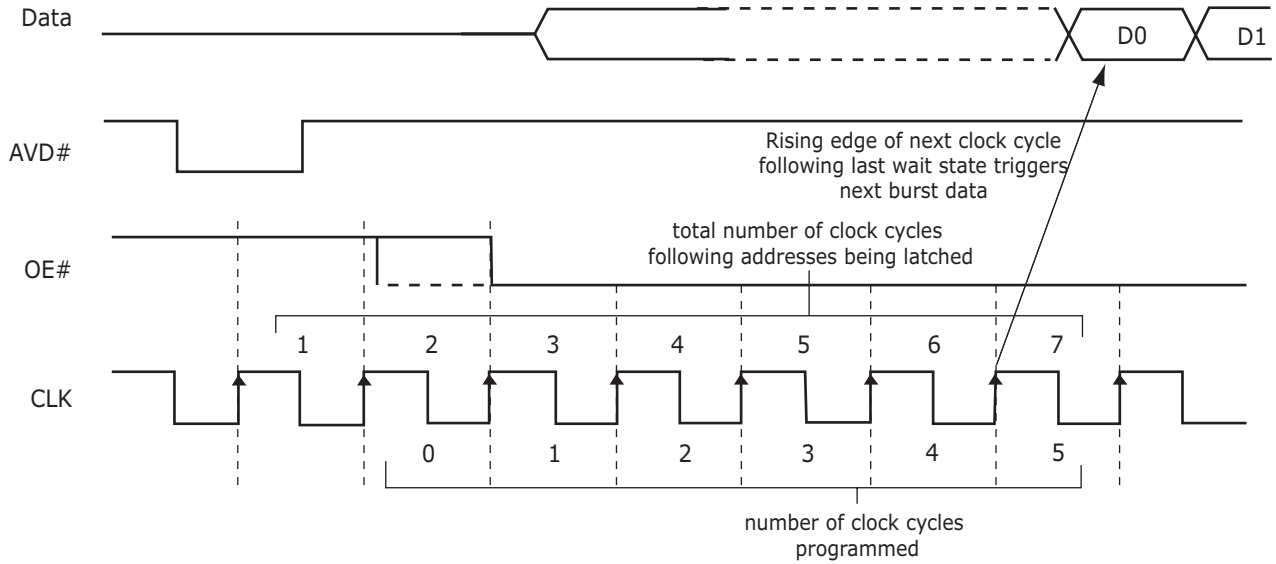 Data
D0
D1
AVD#
Rising edge of next clock cycle
following last wait state triggers
next burst data
total number of clock cycles
following addresses being latched
OE#
1 2 3 4 5 6 7
CLK
0 1 2 3 4 5
number of clock cycles
programmed